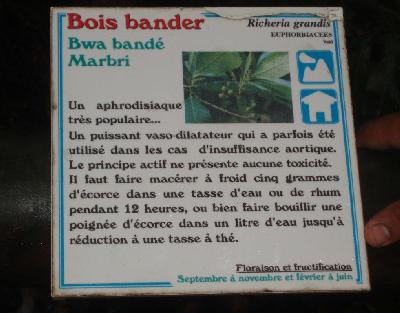 Bois bander
Richeria grandis
EUPHORBIACEES
Bwa bandé
Marbri
Un aphrodisiaque
très populaire...
Un puissant vaso-dilatateur qui a parfois été
utilisé dans les cas d'insuffisance aortique.
Le principe actif ne présente aucune toxicité.
Il faut faire macérer à froid cinq grammes
d'écorce dans une tasse d'eau ou de rhum
pendant 12 heures, ou bien faire bouillir une
poignée d'écorce dans un litre d'eau jusqu'à
réduction à une tasse à thé.
Floraison et fructification
Septembre à novembre et février à juin